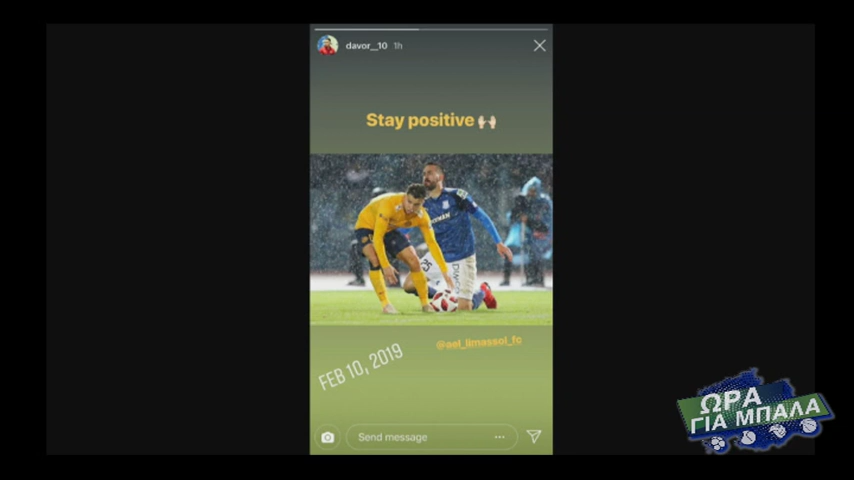 davor__10 1h
Stay positive 🙌🏻
@ael_limassol_fc
FEB 10, 2019
Send message
ΩΡΑ
ΓΙΑ ΜΠΑΛΑ